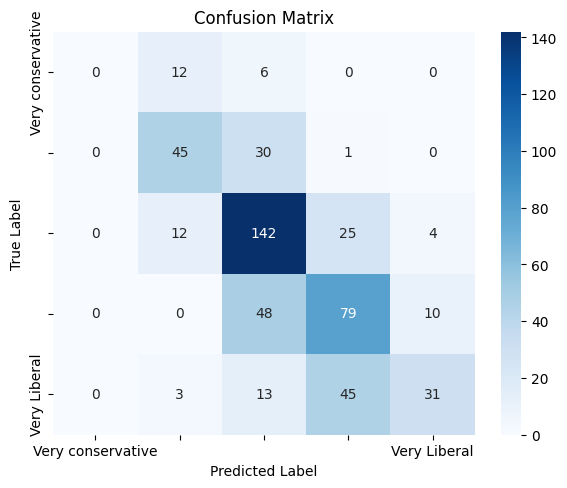 Confusion Matrix
Very conservative
Very Liberal
True Label
0 12 6 0 0
0 45 30 1 0
0 12 142 25 4
0 0 48 79 10
0 3 13 45 31
Very conservative Very Liberal
Predicted Label
140
120
100
80
60
40
20
0